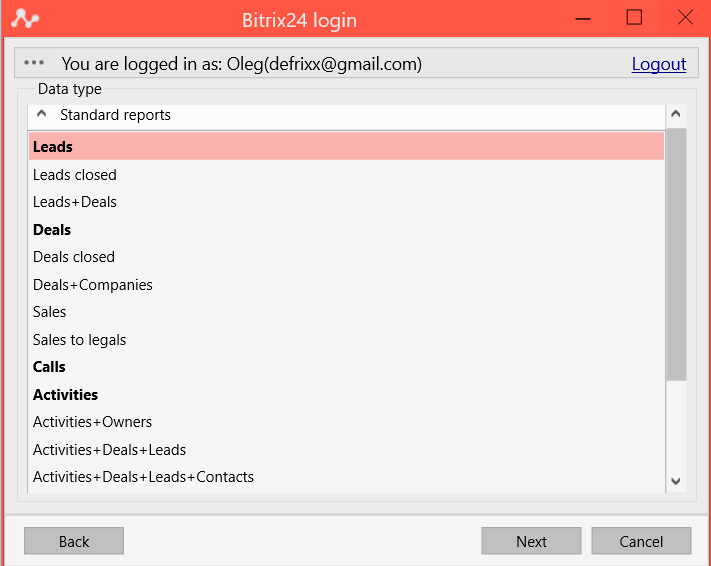 Bitrix24 login
You are logged in as: Oleg(defrixx@gmail.com) Logout
Data type
Standard reports
Leads
Leads closed
Leads+Deals
Deals
Deals closed
Deals+Companies
Sales
Sales to legals
Calls
Activities
Activities+Owners
Activities+Deals+Leads
Activities+Deals+Leads+Contacts
Back Next Cancel